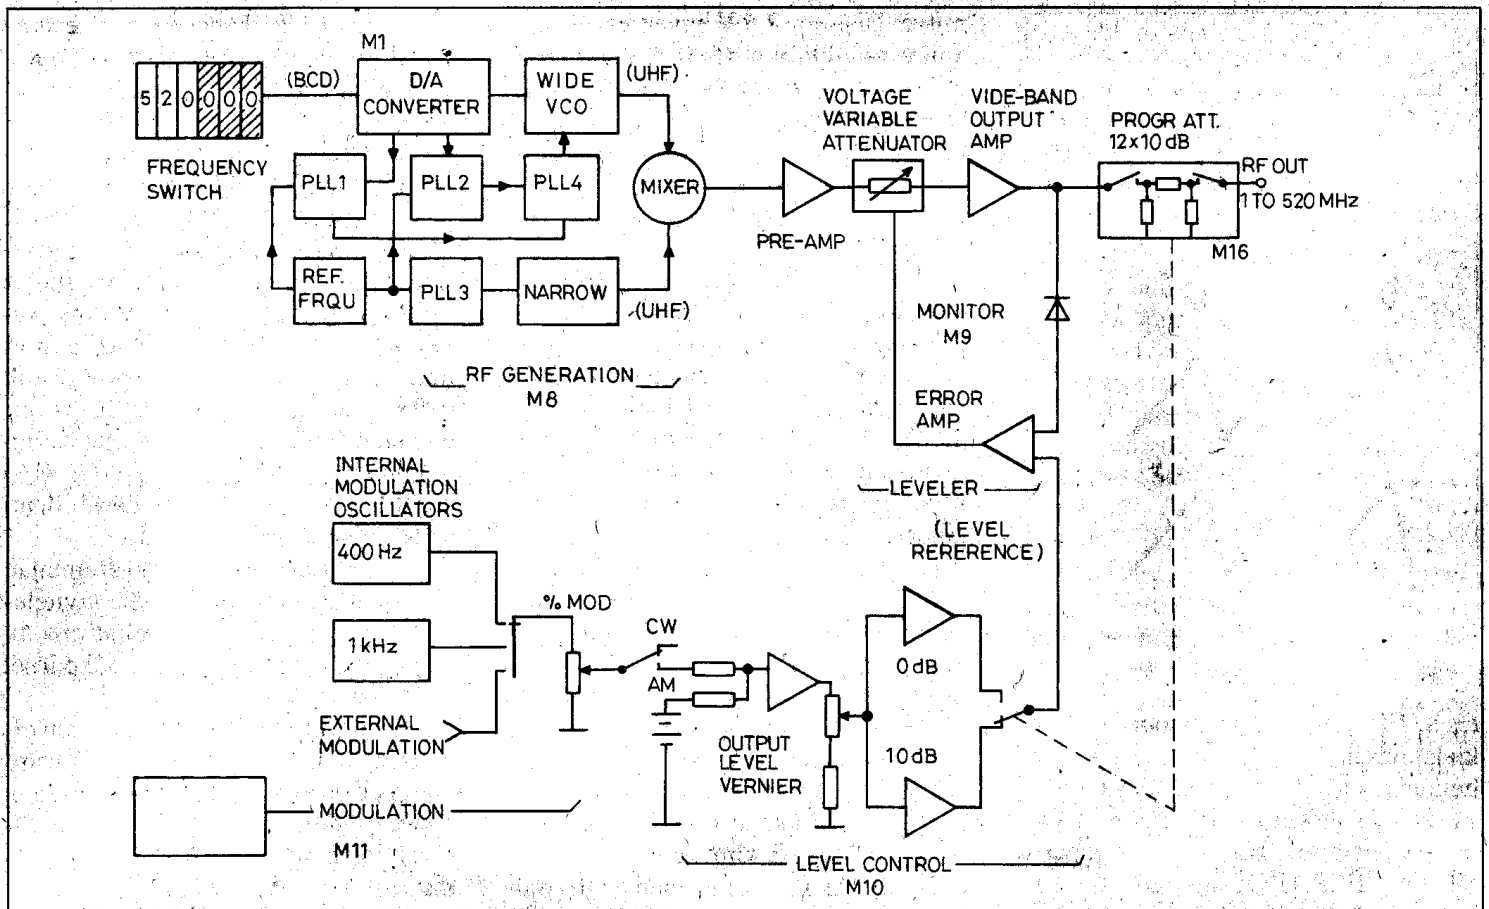 M1
5 2 0 0 0 0
(BCD)
D/A
CONVERTER
WIDE
VCO
(UHF)
FREQUENCY
SWITCH
PLL1
PLL2
PLL4
MIXER
REF.
FRQU
PLL3
NARROW
(UHF)
RF GENERATION
M8
PRE-AMP
VOLTAGE
VARIABLE
ATTENUATOR
VIDE-BAND
OUTPUT
AMP
PROGR ATT.
12x10 dB
RF OUT
1 TO 520 MHz
M16
MONITOR
M9
ERROR
AMP
LEVELER
(LEVEL
RERERENCE)
INTERNAL
MODULATION
OSCILLATORS
400 Hz
1 kHz
EXTERNAL
MODULATION
% MOD
CW
AM
OUTPUT
LEVEL
VERNIER
0 dB
10 dB
MODULATION
M11
LEVEL CONTROL
M10